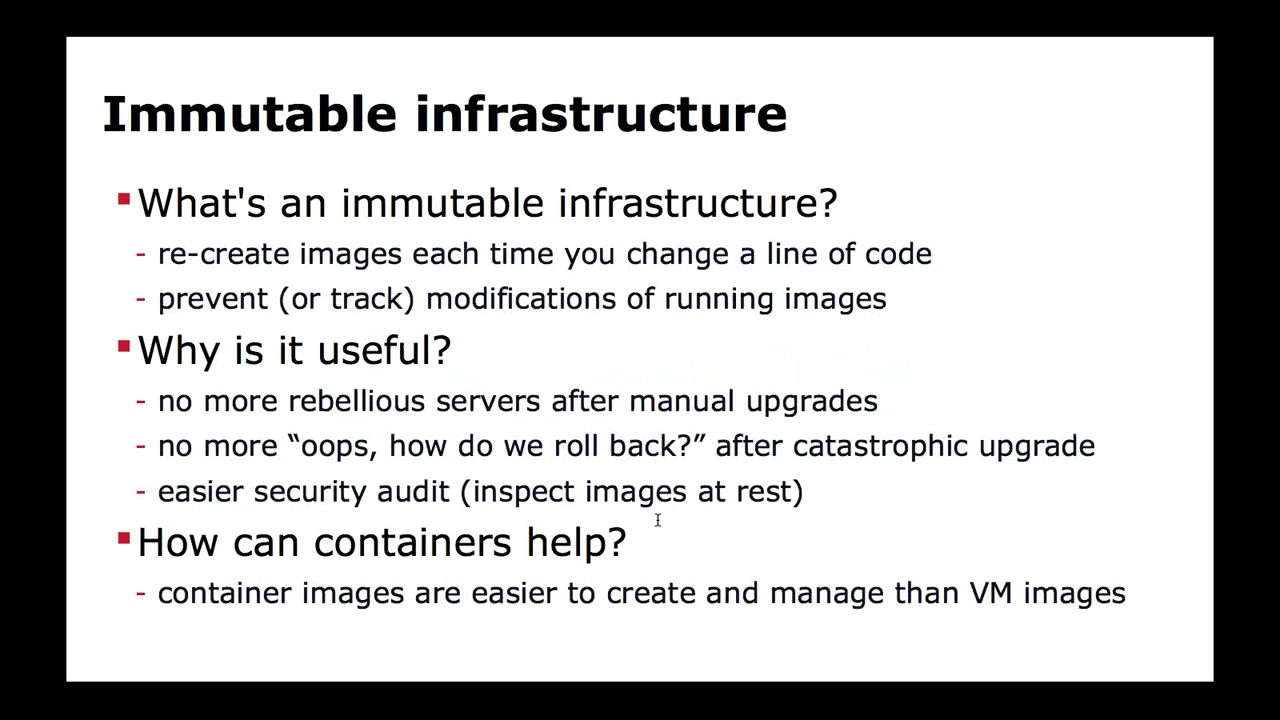 Immutable infrastructure
What's an immutable infrastructure?
- re-create images each time you change a line of code
- prevent (or track) modifications of running images
Why is it useful?
- no more rebellious servers after manual upgrades
- no more “oops, how do we roll back?” after catastrophic upgrade
- easier security audit (inspect images at rest)
How can containers help?
- container images are easier to create and manage than VM images